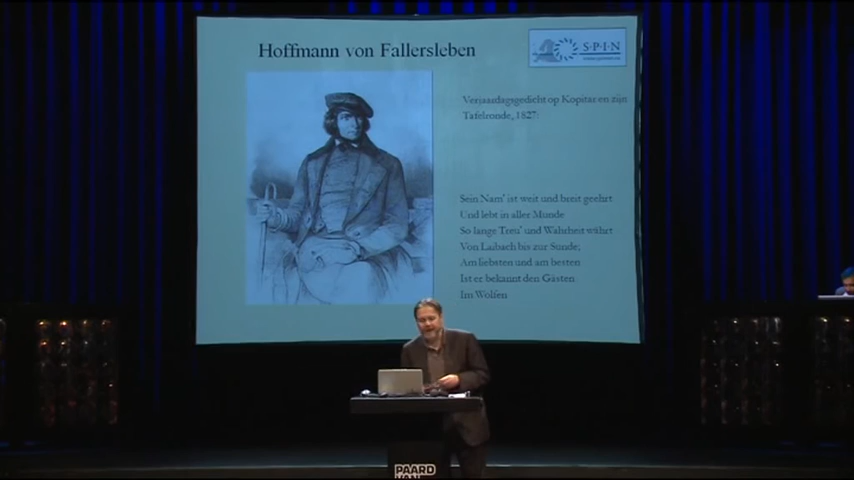 Hoffmann von Fallersleben
S·P·I·N
Verjaardagsgedicht op Kopitar en zijn
Tafelronde, 1827:
Sein Nam' ist weit und breit geehrt
Und lebt in aller Munde
So lange Treu' und Wahrheit währt
Von Laibach bis zur Sunde;
Am liebsten und am besten
Ist er bekannt den Gästen
Im Wolfen
PAARD
VAN